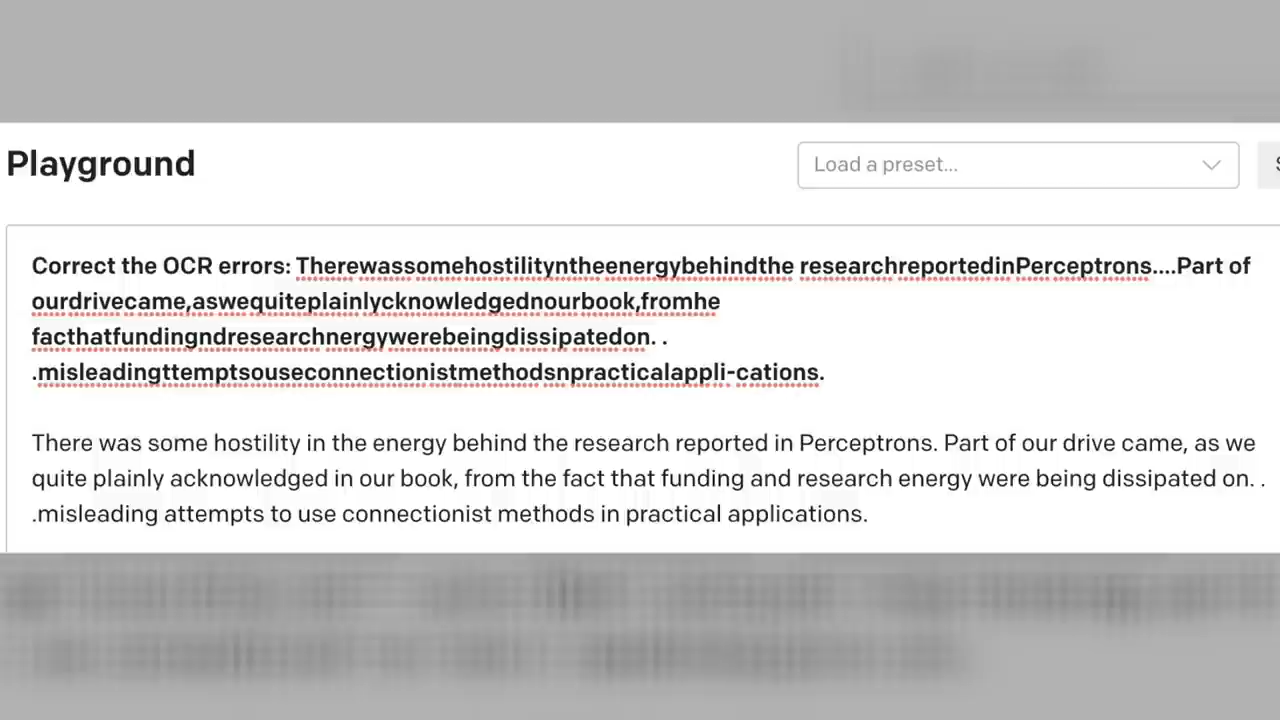 Playground
Load a preset...
S
Correct the OCR errors: Therewassomehostilityntheenergybehindthe researchreportedinPerceptrons....Part of
ourdrivecame,aswequiteplainlycknowledgednourbook,fromhe
facthatfundingndresearchnergywerebeingdissipatedon. .
.misleadingttemptsouseconnectionistmethodsnpracticalappli-cations.
There was some hostility in the energy behind the research reported in Perceptrons. Part of our drive came, as we
quite plainly acknowledged in our book, from the fact that funding and research energy were being dissipated on. .
.misleading attempts to use connectionist methods in practical applications.